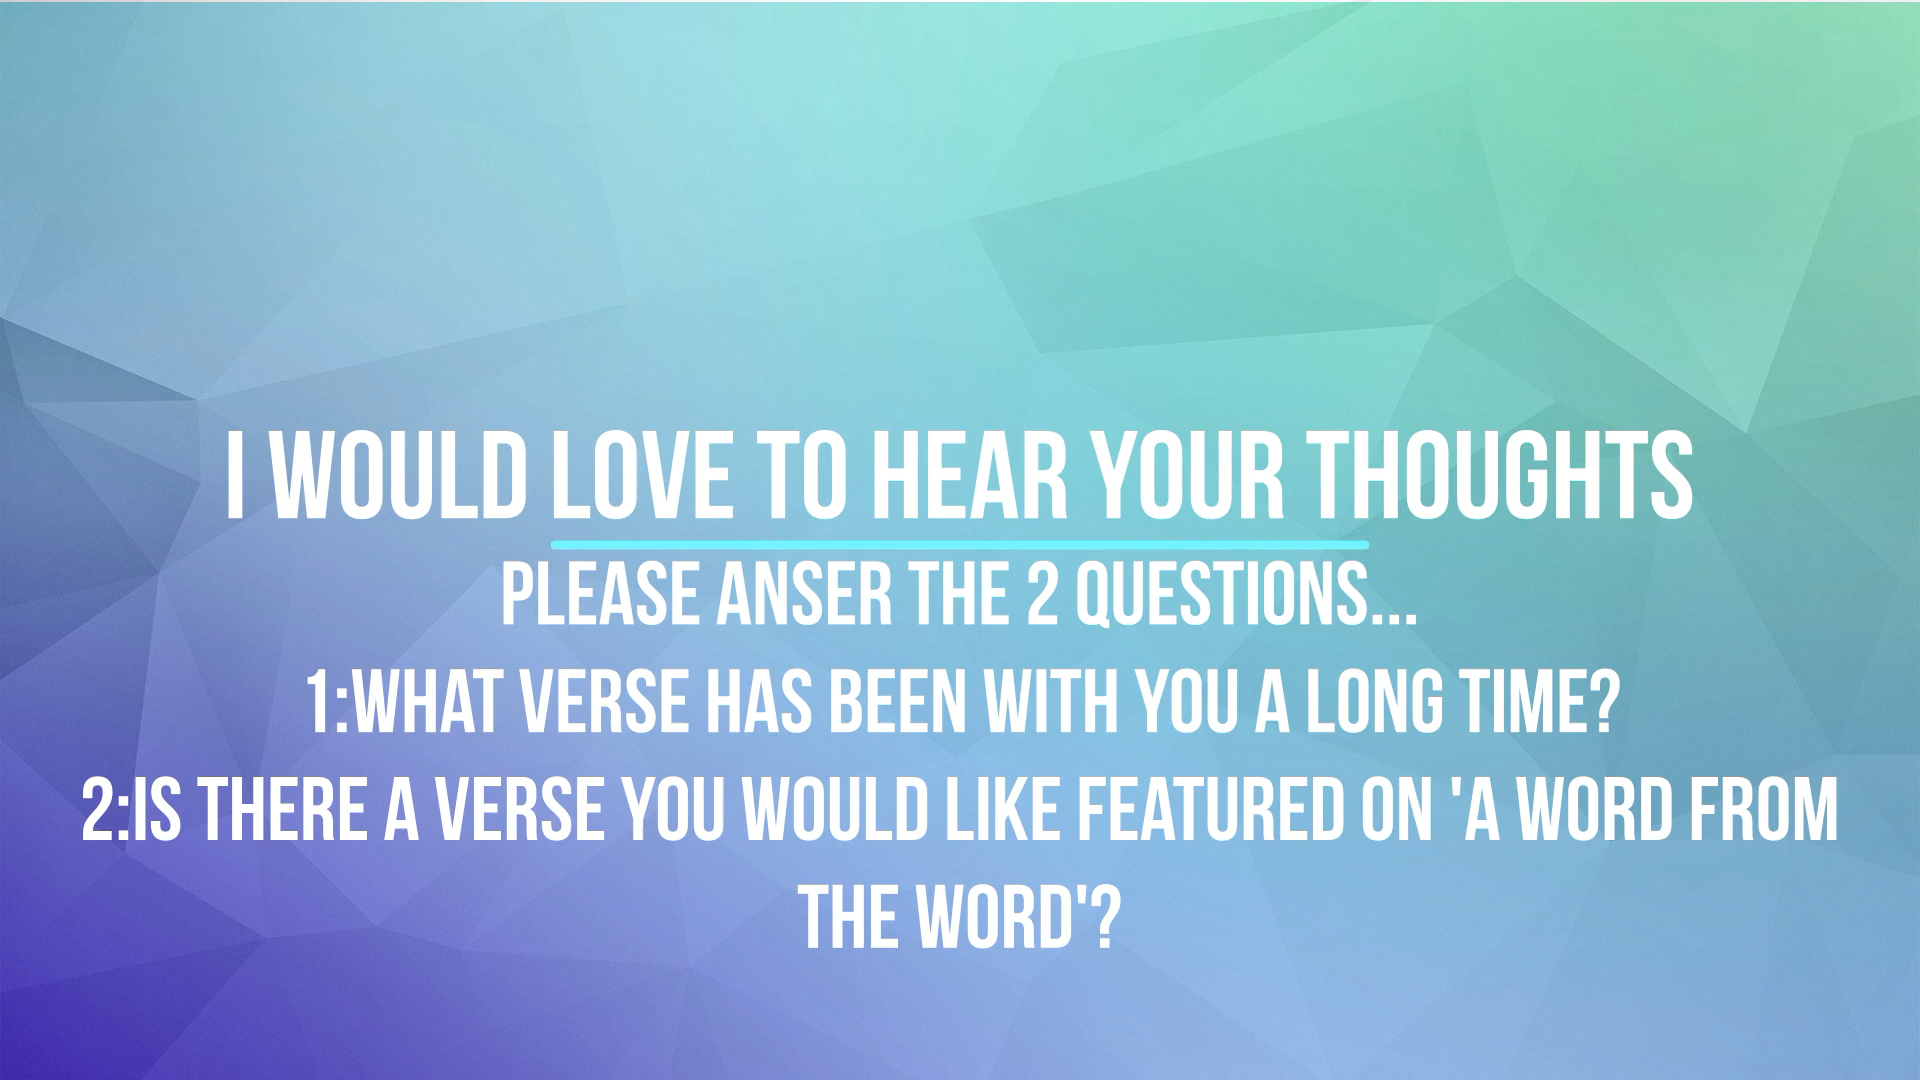 I WOULD LOVE TO HEAR YOUR THOUGHTS
PLEASE ANSER THE 2 QUESTIONS...
1:WHAT VERSE HAS BEEN WITH YOU A LONG TIME?
2:IS THERE A VERSE YOU WOULD LIKE FEATURED ON 'A WORD FROM
THE WORD'?